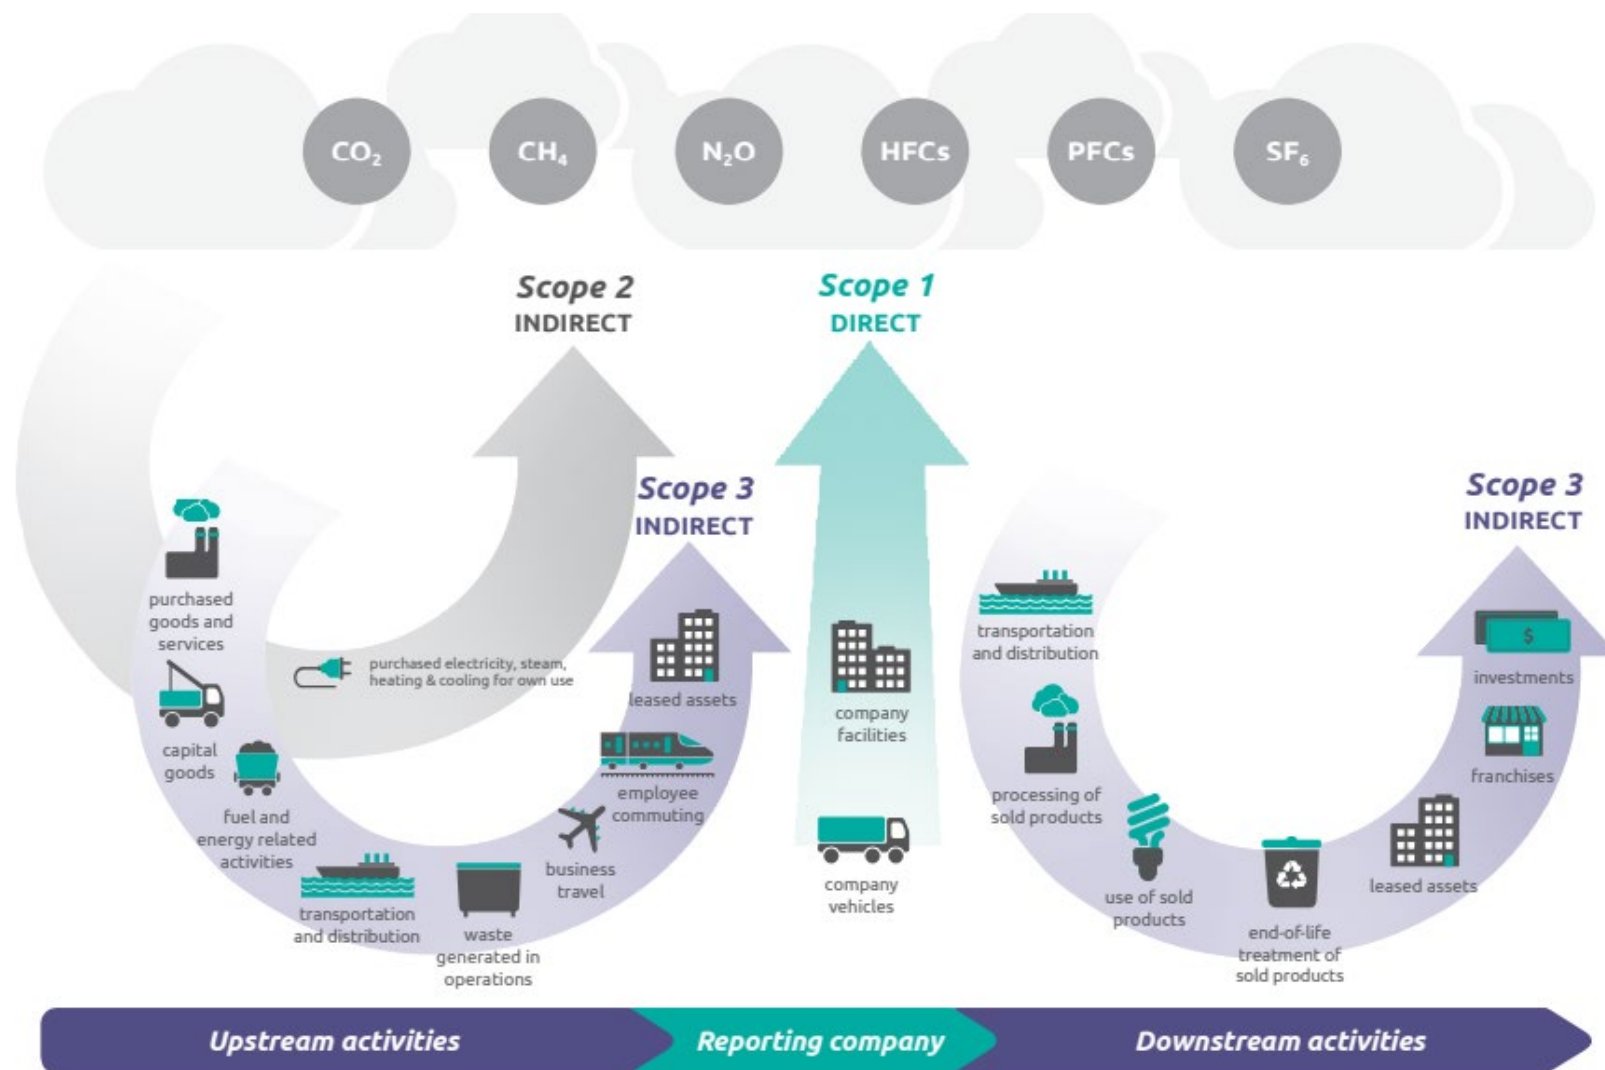 CO₂
CH₄
N₂O
HFCs
PFCs
SF₆
Scope 2
INDIRECT
Scope 1
DIRECT
Scope 3
INDIRECT
Scope 3
INDIRECT
purchased
goods and
services
capital
goods
fuel and
energy related
activities
transportation
and distribution
waste
generated in
operations
business
travel
employee
commuting
leased assets
purchased electricity, steam,
heating & cooling for own use
company
facilities
company
vehicles
transportation
and distribution
processing of
sold products
use of sold
products
end-of-life
treatment of
sold products
leased assets
franchises
$
investments
Upstream activities
Reporting company
Downstream activities